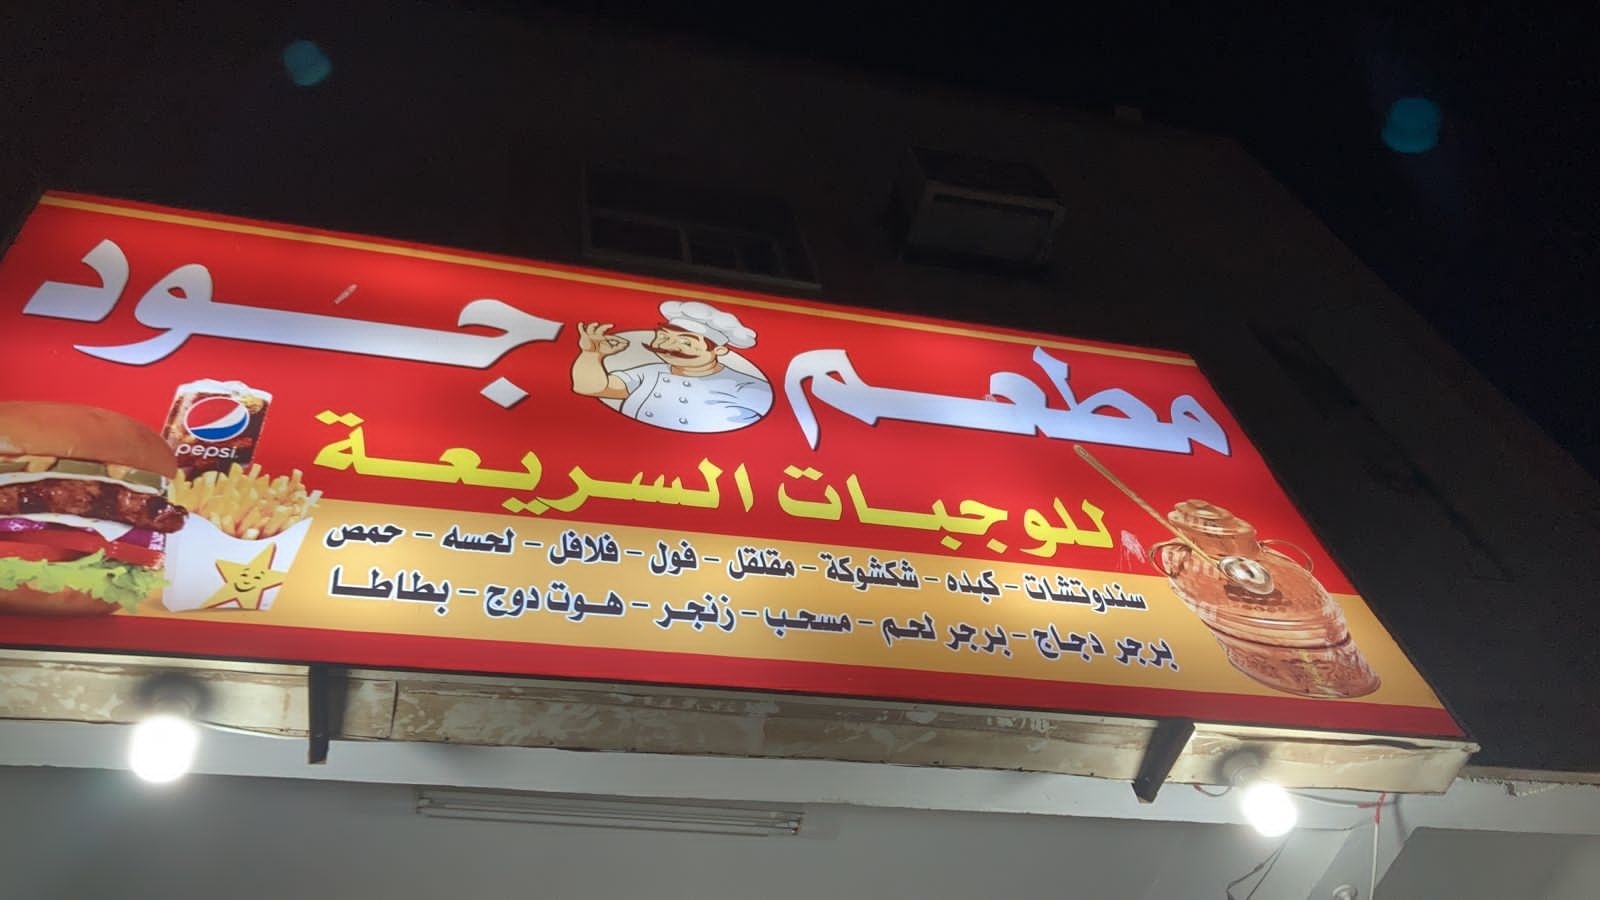 مطعم جَود
للوجبات السريعة
سندوتشات - كبده - شكشوكة - مقلقل - فول - فلافل - لحسه - حمص
برجر دجاج - برجر لحم - مسحب - زنجر - هوت دوج - بطاطا
pepsi